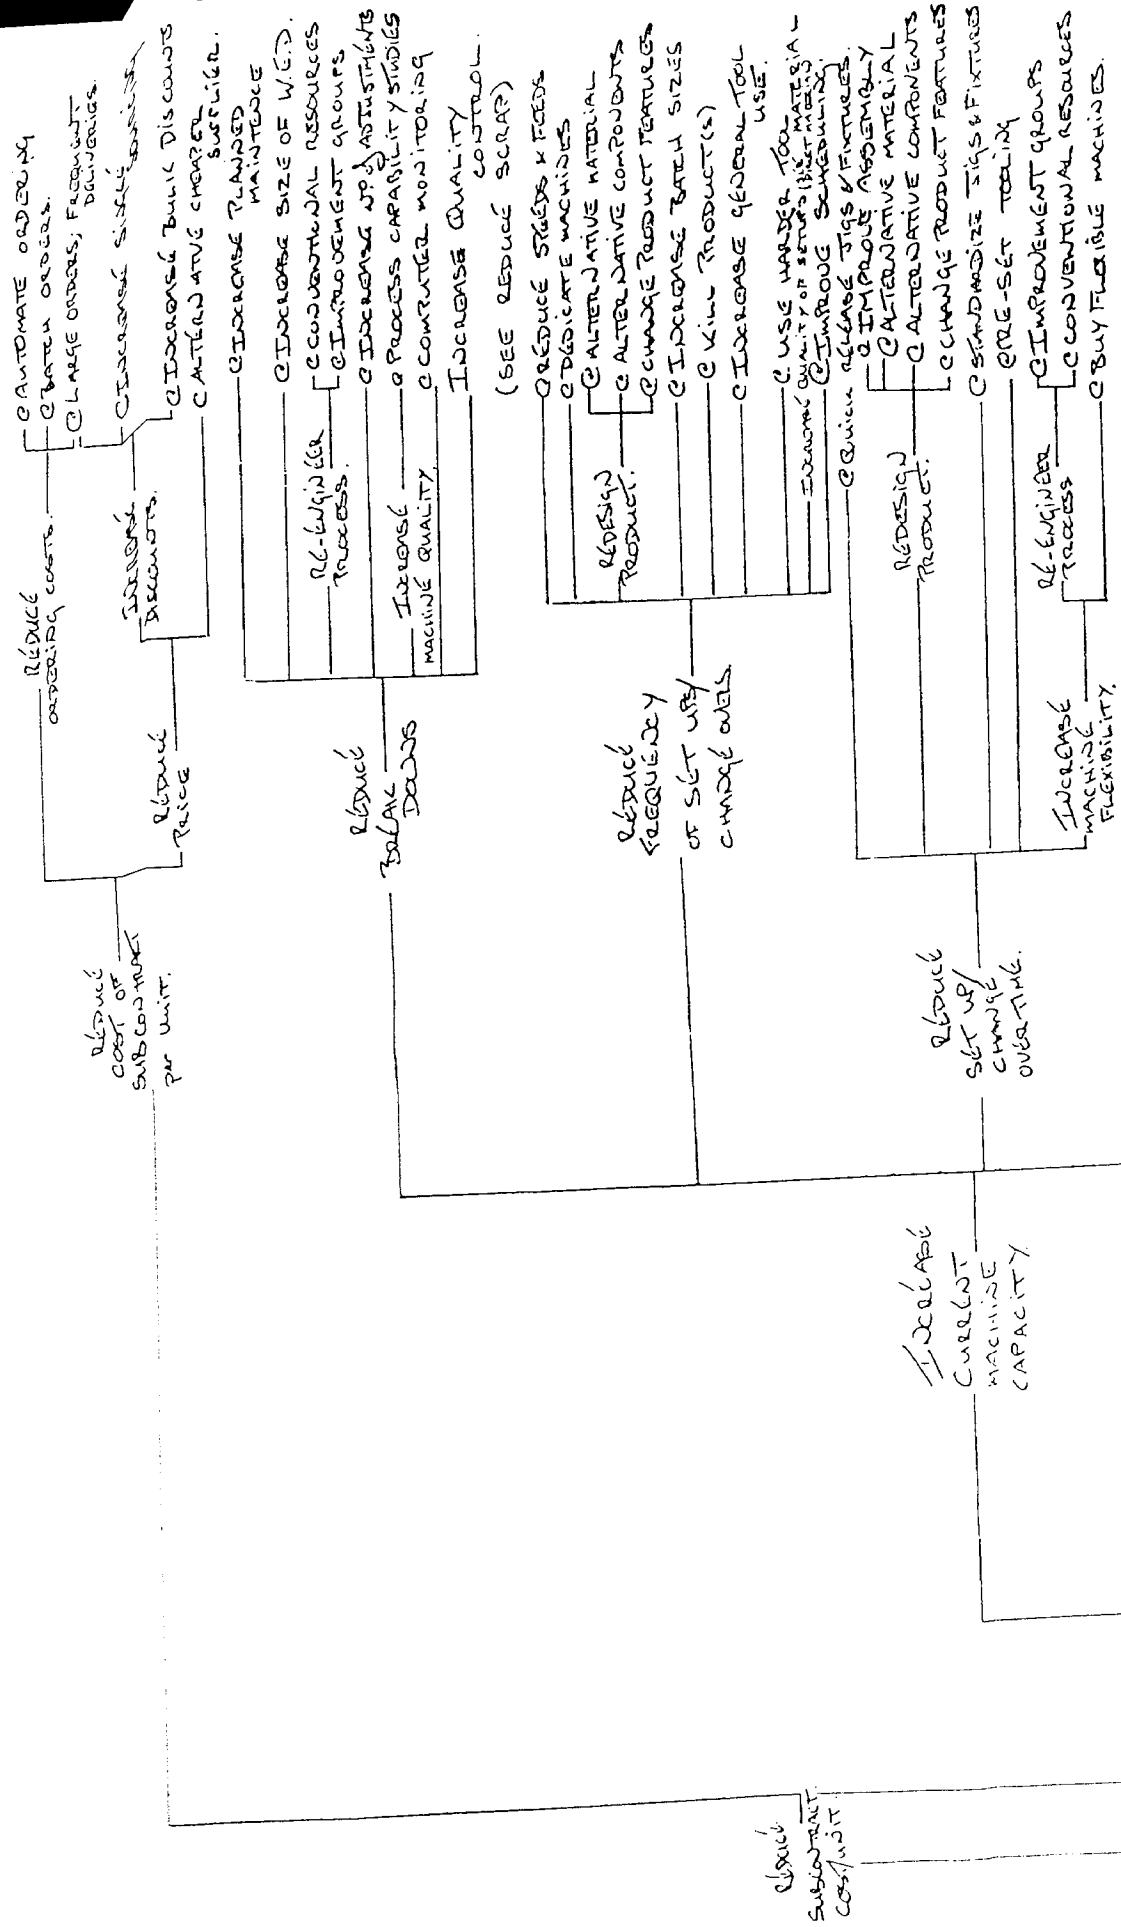 REDUCE
SUBCONTRACT
COST/UNIT
REDUCE
COST OF
SUBCONTRACT
per UNIT.
REDUCE
ORDERING COSTS.
C AUTOMATE ORDERING
C BATCH ORDERS.
C LARGE ORDERS; FREQUENT
DELIVERIES.
REDUCE
PRICE
INCREASE
DISCOUNTS.
C INCREASE SINGLE
C INCREASE BULK DISCOUNTS
C ALTERNATIVE CHEAPER
SUPPLIER.
INCREASE
CURRENT
MACHINE
CAPACITY
REDUCE
BREAK
DOWNS
C INCREASE PLANNED
MAINTENCE
C INCREASE SIZE OF W.E.D.
RE-ENGINEER
PROCESS.
C CONVENTIONAL RESOURCES
C IMPROVEMENT GROUPS
C INCREASE NO. OF ADJUSTMENTS
INCREASE
MACHINE QUALITY
C PROCESS CAPABILITY STUDIES
C COMPUTER MONITORING
INCREASE QUALITY
CONTROL.
(SEE REDUCE SCRAP)
REDUCE
FREQUENCY
OF SET UPS/
CHANGE OVERS.
C REDUCE SPEEDS & FEEDS
C DEDICATE MACHINES
REDESIGN
PRODUCT.
C ALTERNATIVE MATERIAL
C ALTERNATIVE COMPONENTS
C CHANGE PRODUCT FEATURES
C INCREASE BATCH SIZES
C KILL PRODUCT(S)
C INCREASE GENERAL TOOL
USE.
C USE HARDER TOOL MATERIAL
INCREASE QUALITY OF SETUPS
C IMPROVE SCHEDULING.
REDUCE
SET UP/
CHANGE
OVERTIME.
C QUICK RELEASE JIGS & FIXTURES.
REDESIGN
PRODUCT.
C IMPROVE ASSEMBLY
C ALTERNATIVE MATERIAL
C ALTERNATIVE COMPONENTS
C CHANGE PRODUCT FEATURES
C STANDARDIZE JIGS & FIXTURES
C PRE-SET TOOLING
INCREASE
MACHINE
FLEXIBILITY.
RE-ENGINEER
PROCESS
C IMPROVEMENT GROUPS
C CONVENTIONAL RESOURCES
C BUY FLEXIBLE MACHINES.